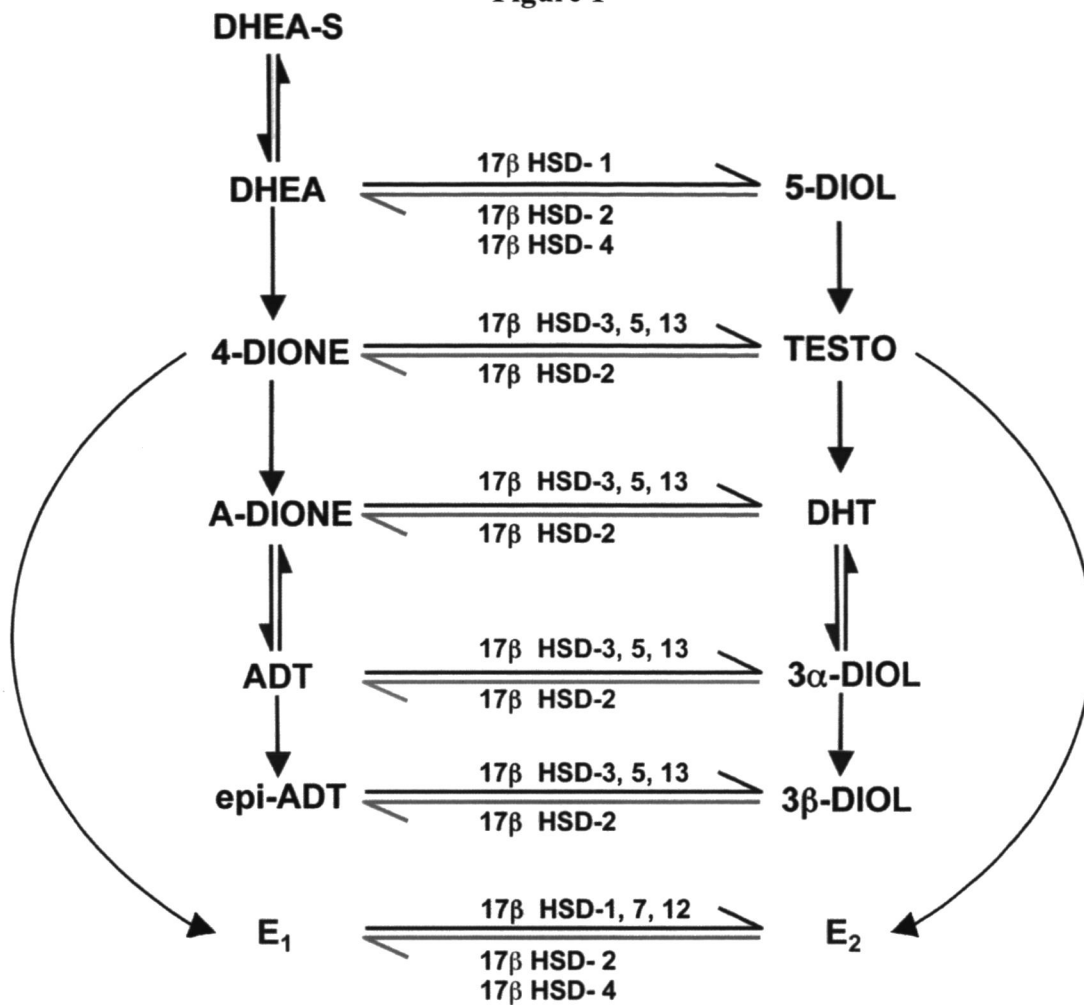 Figure 1
DHEA-S
17β HSD- 1
DHEA 5-DIOL
17β HSD- 2
17β HSD- 4
17β HSD-3, 5, 13
4-DIONE TESTO
17β HSD-2
17β HSD-3, 5, 13
A-DIONE DHT
17β HSD-2
17β HSD-3, 5, 13
ADT 3α-DIOL
17β HSD-2
17β HSD-3, 5, 13
epi-ADT 3β-DIOL
17β HSD-2
17β HSD-1, 7, 12
E₁ E₂
17β HSD- 2
17β HSD- 4